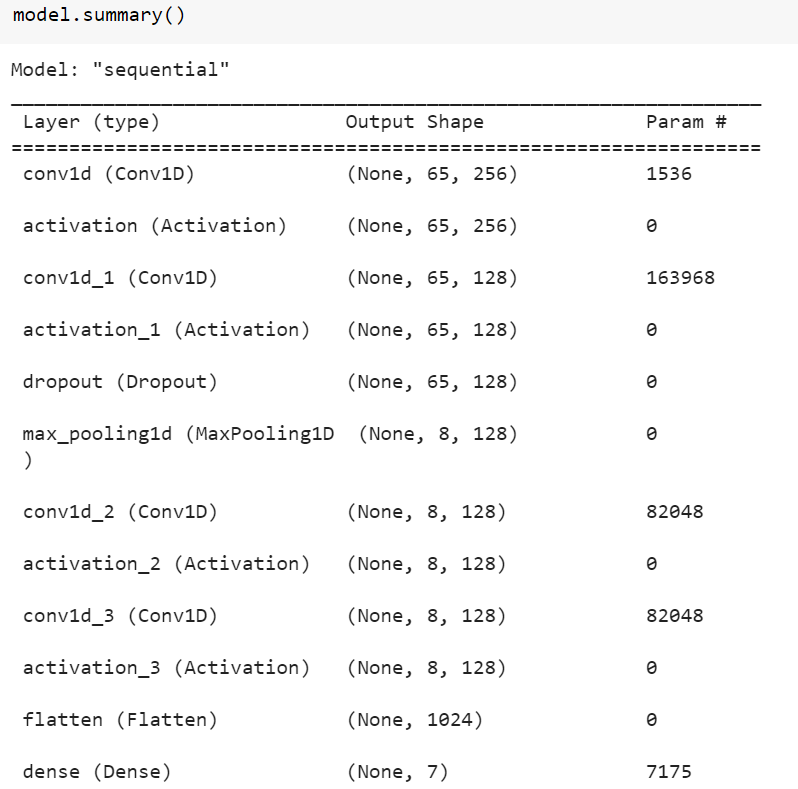 model.summary()
Model: "sequential"
_________________________________________________________________
Layer (type) Output Shape Param #
=================================================================
conv1d (Conv1D) (None, 65, 256) 1536
activation (Activation) (None, 65, 256) 0
conv1d_1 (Conv1D) (None, 65, 128) 163968
activation_1 (Activation) (None, 65, 128) 0
dropout (Dropout) (None, 65, 128) 0
max_pooling1d (MaxPooling1D (None, 8, 128) 0
)
conv1d_2 (Conv1D) (None, 8, 128) 82048
activation_2 (Activation) (None, 8, 128) 0
conv1d_3 (Conv1D) (None, 8, 128) 82048
activation_3 (Activation) (None, 8, 128) 0
flatten (Flatten) (None, 1024) 0
dense (Dense) (None, 7) 7175